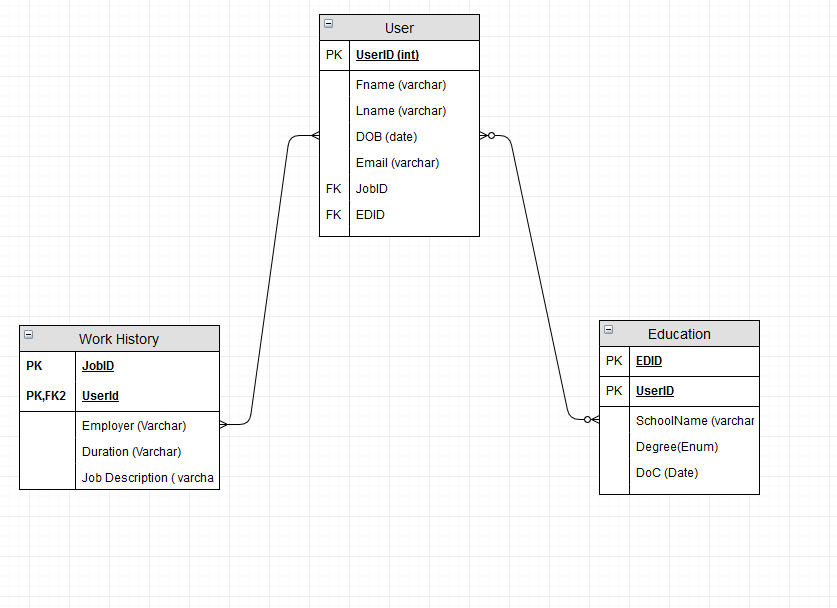 User
PK UserID (int)
Fname (varchar)
Lname (varchar)
DOB (date)
Email (varchar)
FK JobID
FK EDID
Work History
PK JobID
PK,FK2 UserId
Employer (Varchar)
Duration (Varchar)
Job Description ( varcha
Education
PK EDID
PK UserID
SchoolName (varchar
Degree(Enum)
DoC (Date)